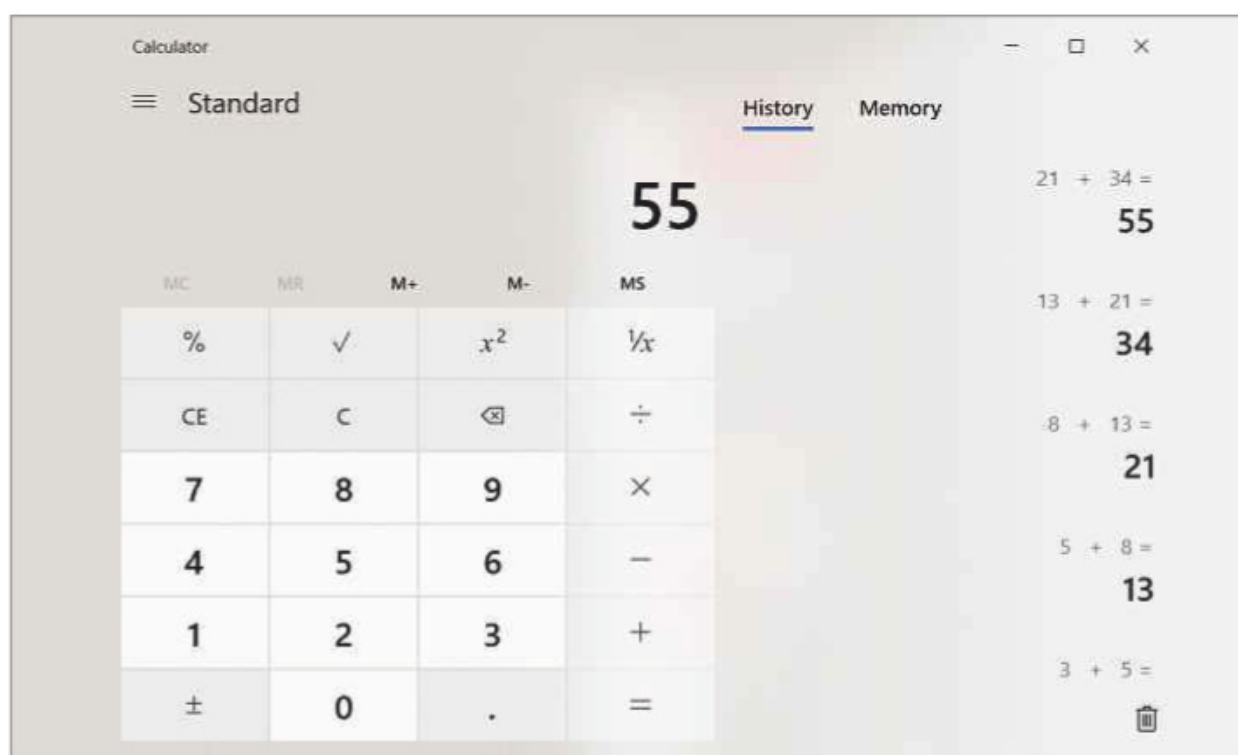 Calculator
Standard
History Memory
55
MC MR M+ M- MS
% √ x² ¹/x
CE C ÷
7 8 9 ×
4 5 6 −
1 2 3 +
± 0 . =
21 + 34 =
55
13 + 21 =
34
8 + 13 =
21
5 + 8 =
13
3 + 5 =